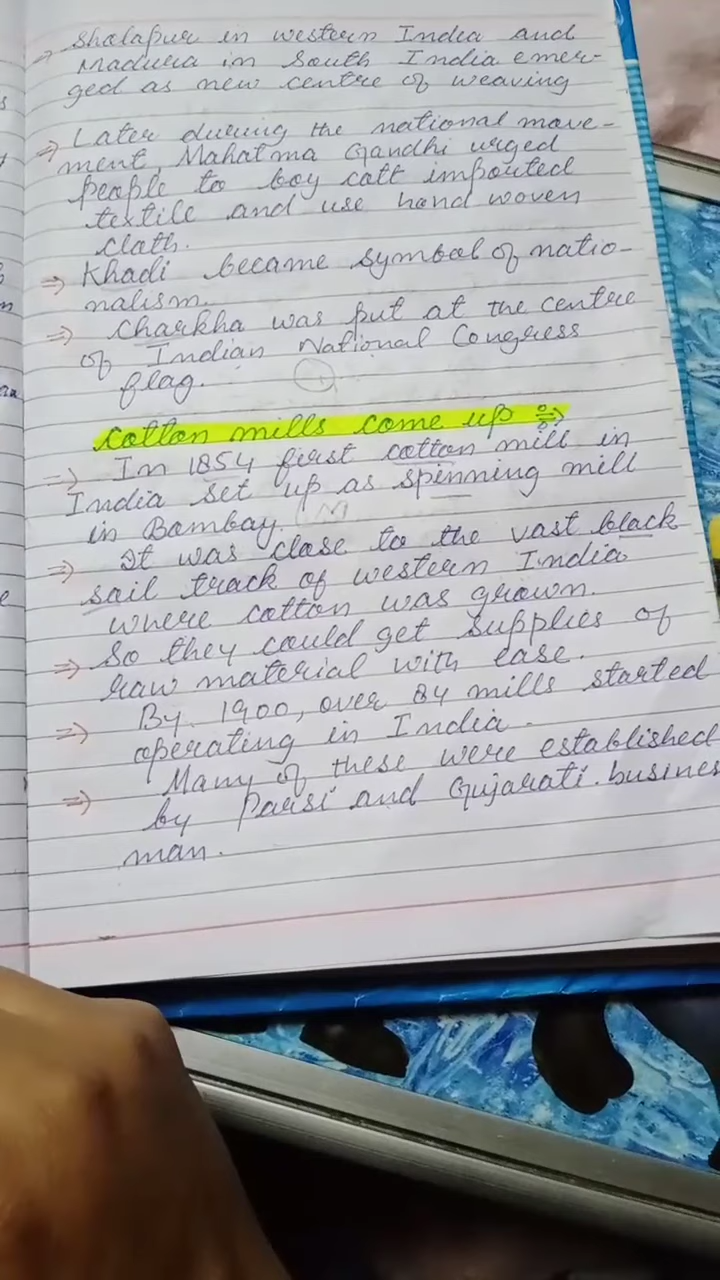 ⇒ Sholapur in western India and
Madura in South India emer-
ged as new centre of weaving
⇒ Later during the national move-
ment, Mahatma Gandhi urged
people to boy catt imported
textile and use hand woven
cloth.
⇒ Khadi became symbol of natio-
nalism.
⇒ Charkha was put at the centre
of Indian National Congress
flag.
cotton mills come up ÷⇒
⇒ In 1854 first cotton mill in
India set up as spinning mill
in Bombay.
⇒ It was close to the vast black
soil track of western India
where cotton was grown.
⇒ So they could get supplies of
raw material with ease.
⇒ By 1900, over 84 mills started
operating in India.
⇒ Many of these were established
by Parsi and Gujarati. busines
man.